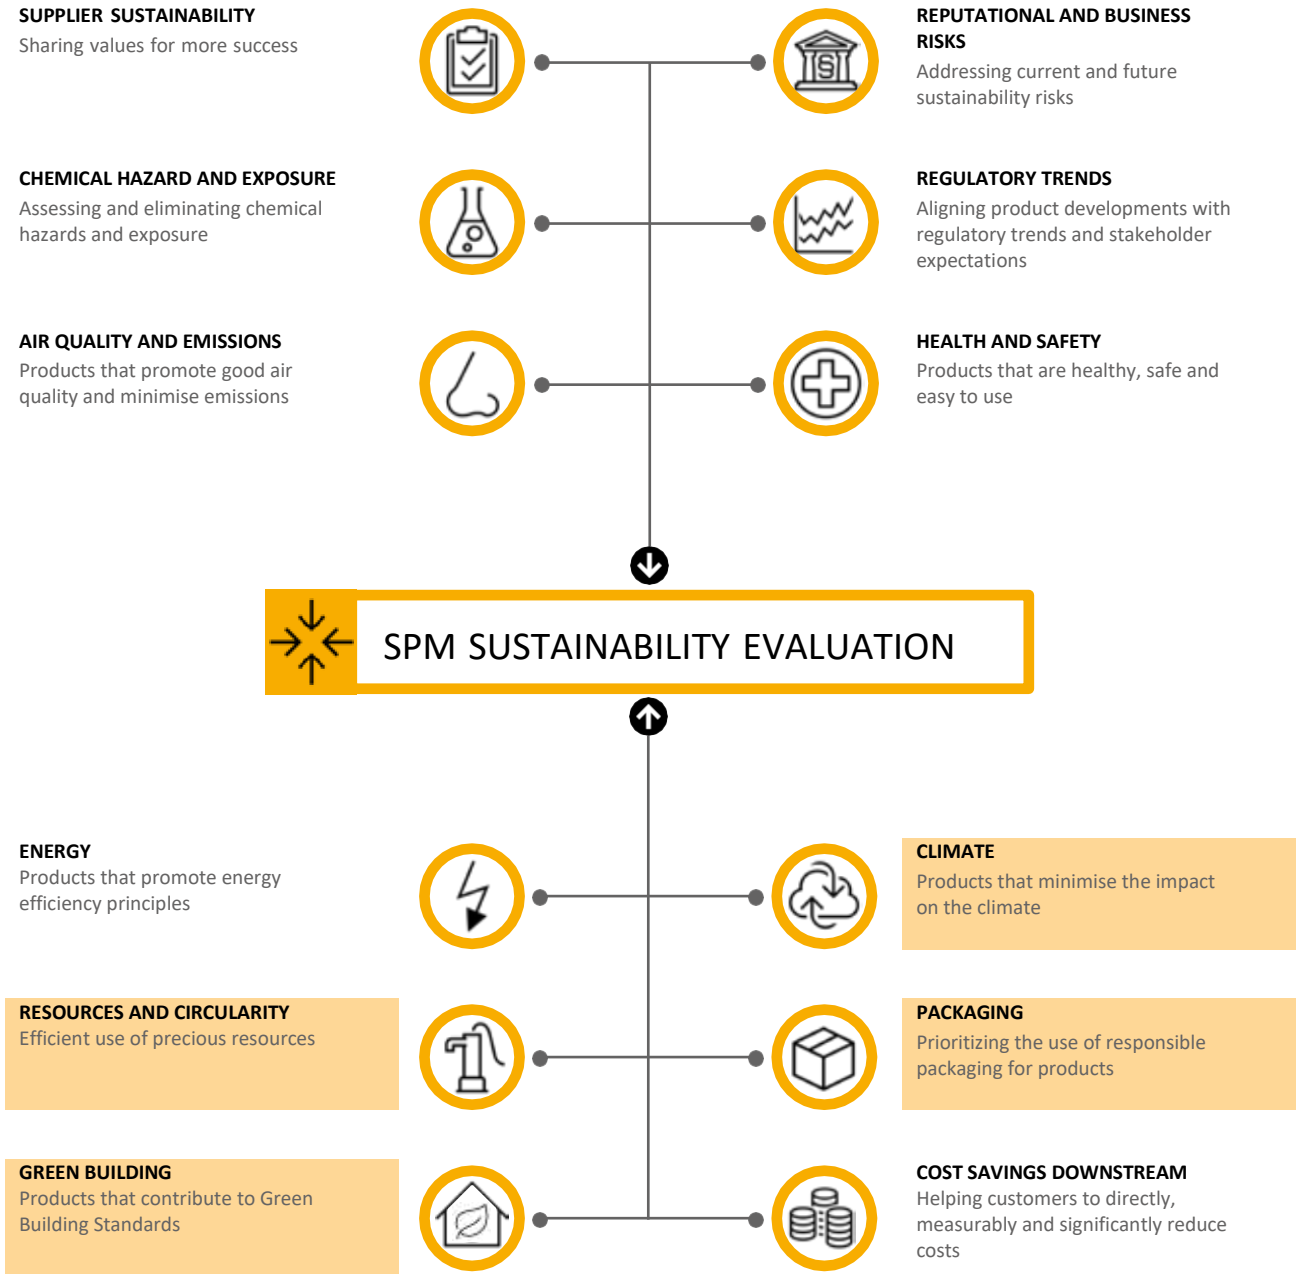 SUPPLIER SUSTAINABILITY
Sharing values for more success
REPUTATIONAL AND BUSINESS
RISKS
Addressing current and future
sustainability risks
CHEMICAL HAZARD AND EXPOSURE
Assessing and eliminating chemical
hazards and exposure
REGULATORY TRENDS
Aligning product developments with
regulatory trends and stakeholder
expectations
AIR QUALITY AND EMISSIONS
Products that promote good air
quality and minimise emissions
HEALTH AND SAFETY
Products that are healthy, safe and
easy to use
SPM SUSTAINABILITY EVALUATION
ENERGY
Products that promote energy
efficiency principles
CLIMATE
Products that minimise the impact
on the climate
RESOURCES AND CIRCULARITY
Efficient use of precious resources
PACKAGING
Prioritizing the use of responsible
packaging for products
GREEN BUILDING
Products that contribute to Green
Building Standards
COST SAVINGS DOWNSTREAM
Helping customers to directly,
measurably and significantly reduce
costs